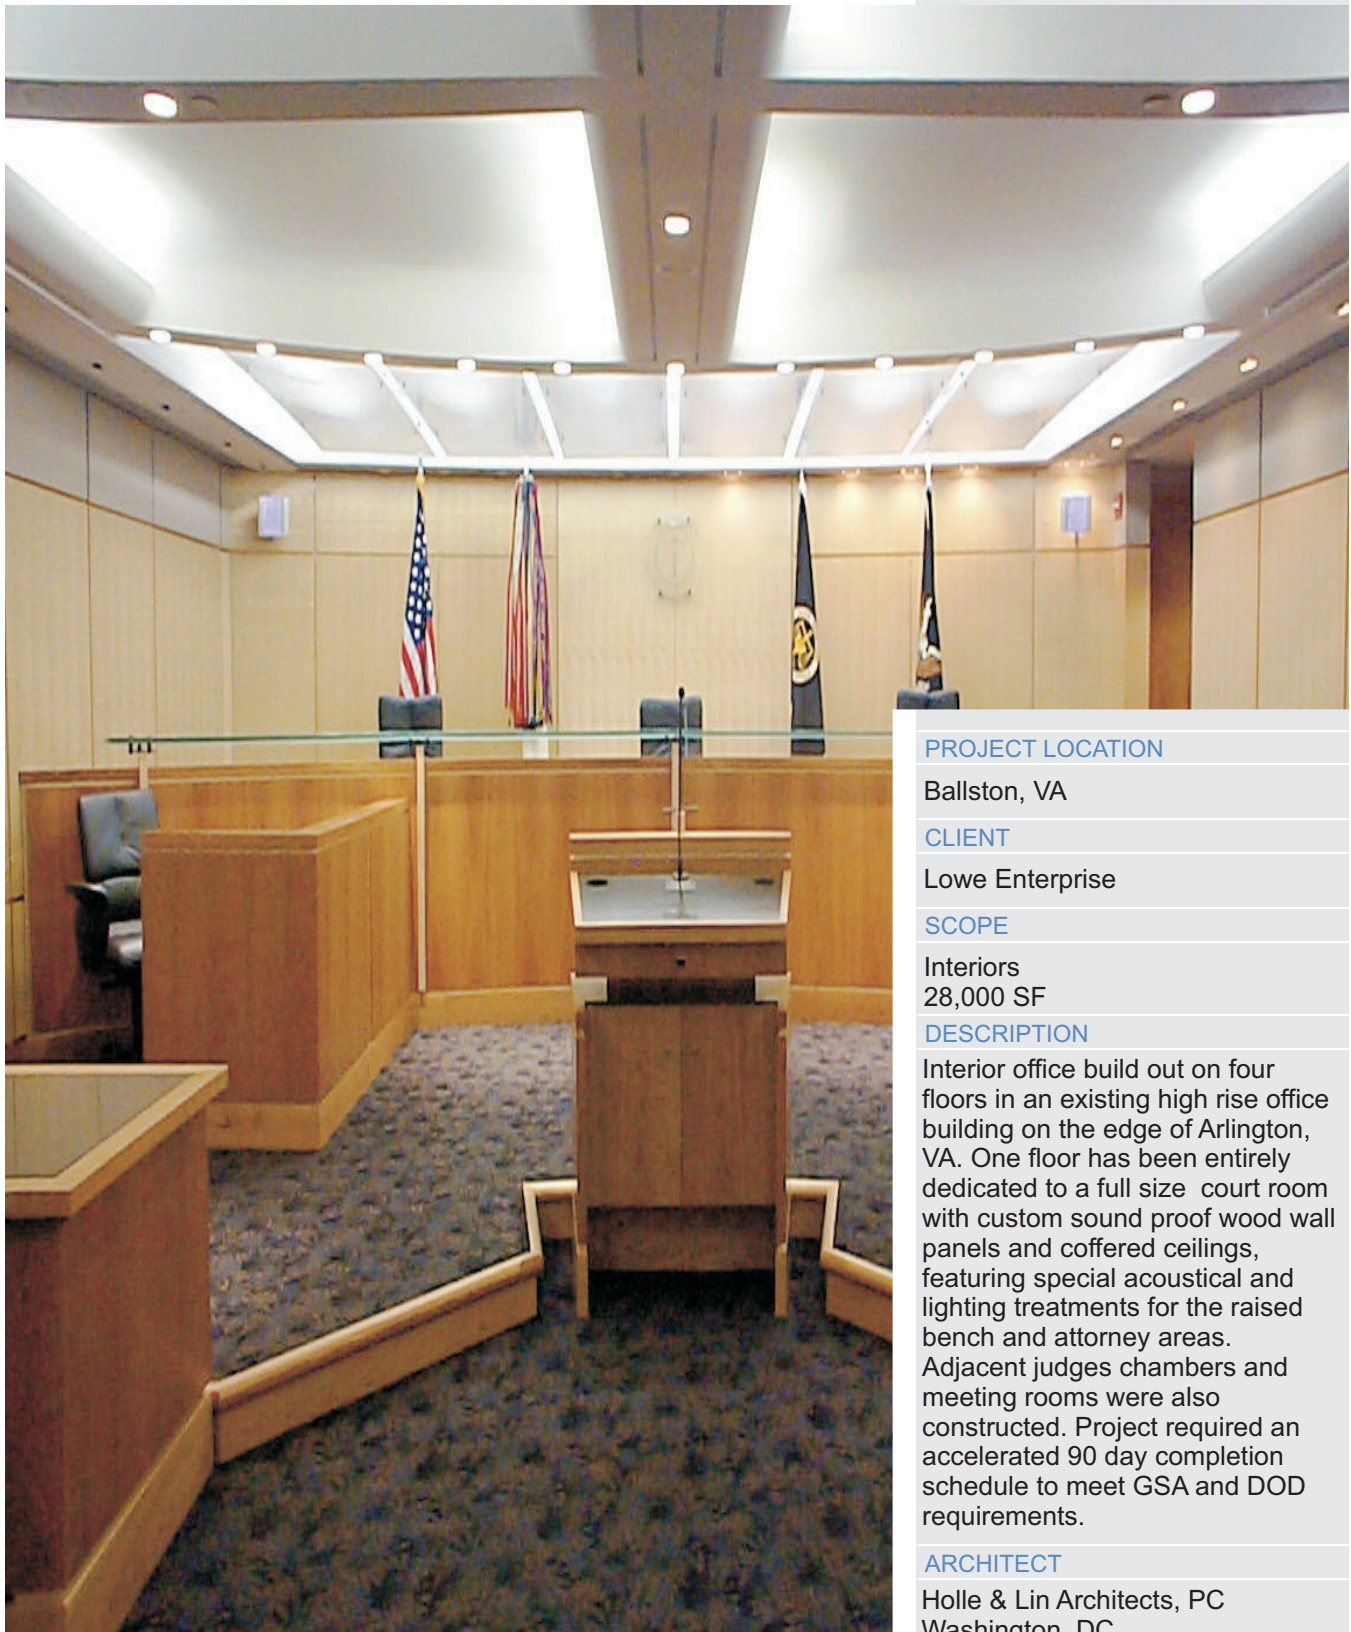 PROJECT LOCATION
Ballston, VA
CLIENT
Lowe Enterprise
SCOPE
Interiors
28,000 SF
DESCRIPTION
Interior office build out on four
floors in an existing high rise office
building on the edge of Arlington,
VA. One floor has been entirely
dedicated to a full size  court room
with custom sound proof wood wall
panels and coffered ceilings,
featuring special acoustical and
lighting treatments for the raised
bench and attorney areas.
Adjacent judges chambers and
meeting rooms were also
constructed. Project required an
accelerated 90 day completion
schedule to meet GSA and DOD
requirements.
ARCHITECT
Holle & Lin Architects, PC
Washington, DC